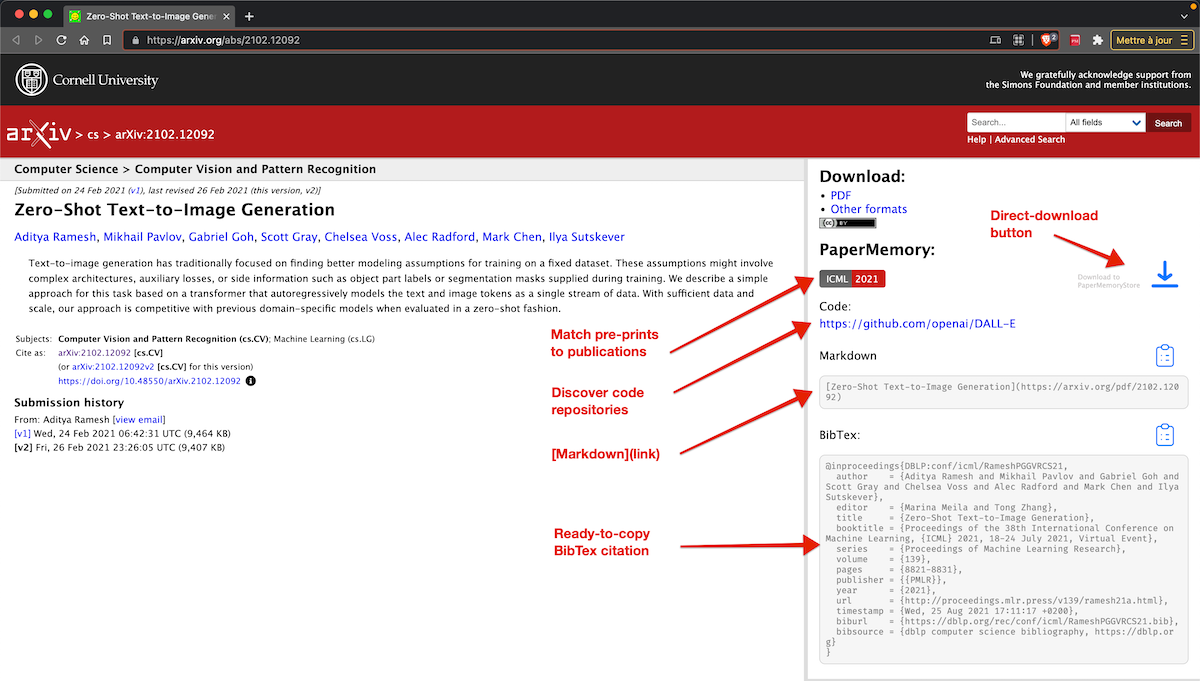 Zero-Shot Text-to-Image Gene
https://arxiv.org/abs/2102.12092
2
Mettre à jour
Cornell University
We gratefully acknowledge support from
the Simons Foundation and member institutions.
arXiv > cs > arXiv:2102.12092
Search...
All fields
Search
Help | Advanced Search
Computer Science > Computer Vision and Pattern Recognition
[Submitted on 24 Feb 2021 (v1), last revised 26 Feb 2021 (this version, v2)]
Zero-Shot Text-to-Image Generation
Aditya Ramesh, Mikhail Pavlov, Gabriel Goh, Scott Gray, Chelsea Voss, Alec Radford, Mark Chen, Ilya Sutskever
Text-to-image generation has traditionally focused on finding better modeling assumptions for training on a fixed dataset. These assumptions might involve
complex architectures, auxiliary losses, or side information such as object part labels or segmentation masks supplied during training. We describe a simple
approach for this task based on a transformer that autoregressively models the text and image tokens as a single stream of data. With sufficient data and
scale, our approach is competitive with previous domain-specific models when evaluated in a zero-shot fashion.
Subjects: Computer Vision and Pattern Recognition (cs.CV); Machine Learning (cs.LG)
Cite as: arXiv:2102.12092 [cs.CV]
(or arXiv:2102.12092v2 [cs.CV] for this version)
https://doi.org/10.48550/arXiv.2102.12092
Submission history
From: Aditya Ramesh [view email]
[v1] Wed, 24 Feb 2021 06:42:31 UTC (9,464 KB)
[v2] Fri, 26 Feb 2021 23:26:05 UTC (9,407 KB)
Match pre-prints
to publications
Discover code
repositories
[Markdown](link)
Ready-to-copy
BibTex citation
Download:
• PDF
• Other formats
(cc) BY
Direct-download
button
PaperMemory:
ICML 2021
Download to
PaperMemoryStore
Code:
https://github.com/openai/DALL-E
Markdown
[Zero-Shot Text-to-Image Generation](https://arxiv.org/pdf/2102.120
92)
BibTex:
@inproceedings{DBLP:conf/icml/RameshPGGVRCS21,
author = {Aditya Ramesh and Mikhail Pavlov and Gabriel Goh and
Scott Gray and Chelsea Voss and Alec Radford and Mark Chen and Ilya
Sutskever},
editor = {Marina Meila and Tong Zhang},
title = {Zero-Shot Text-to-Image Generation},
booktitle = {Proceedings of the 38th International Conference on
Machine Learning, {ICML} 2021, 18-24 July 2021, Virtual Event},
series = {Proceedings of Machine Learning Research},
volume = {139},
pages = {8821-8831},
publisher = {{PMLR}},
year = {2021},
url = {http://proceedings.mlr.press/v139/ramesh21a.html},
timestamp = {Wed, 25 Aug 2021 17:11:17 +0200},
biburl = {https://dblp.org/rec/conf/icml/RameshPGGVRCS21.bib},
bibsource = {dblp computer science bibliography, https://dblp.or
g}
}